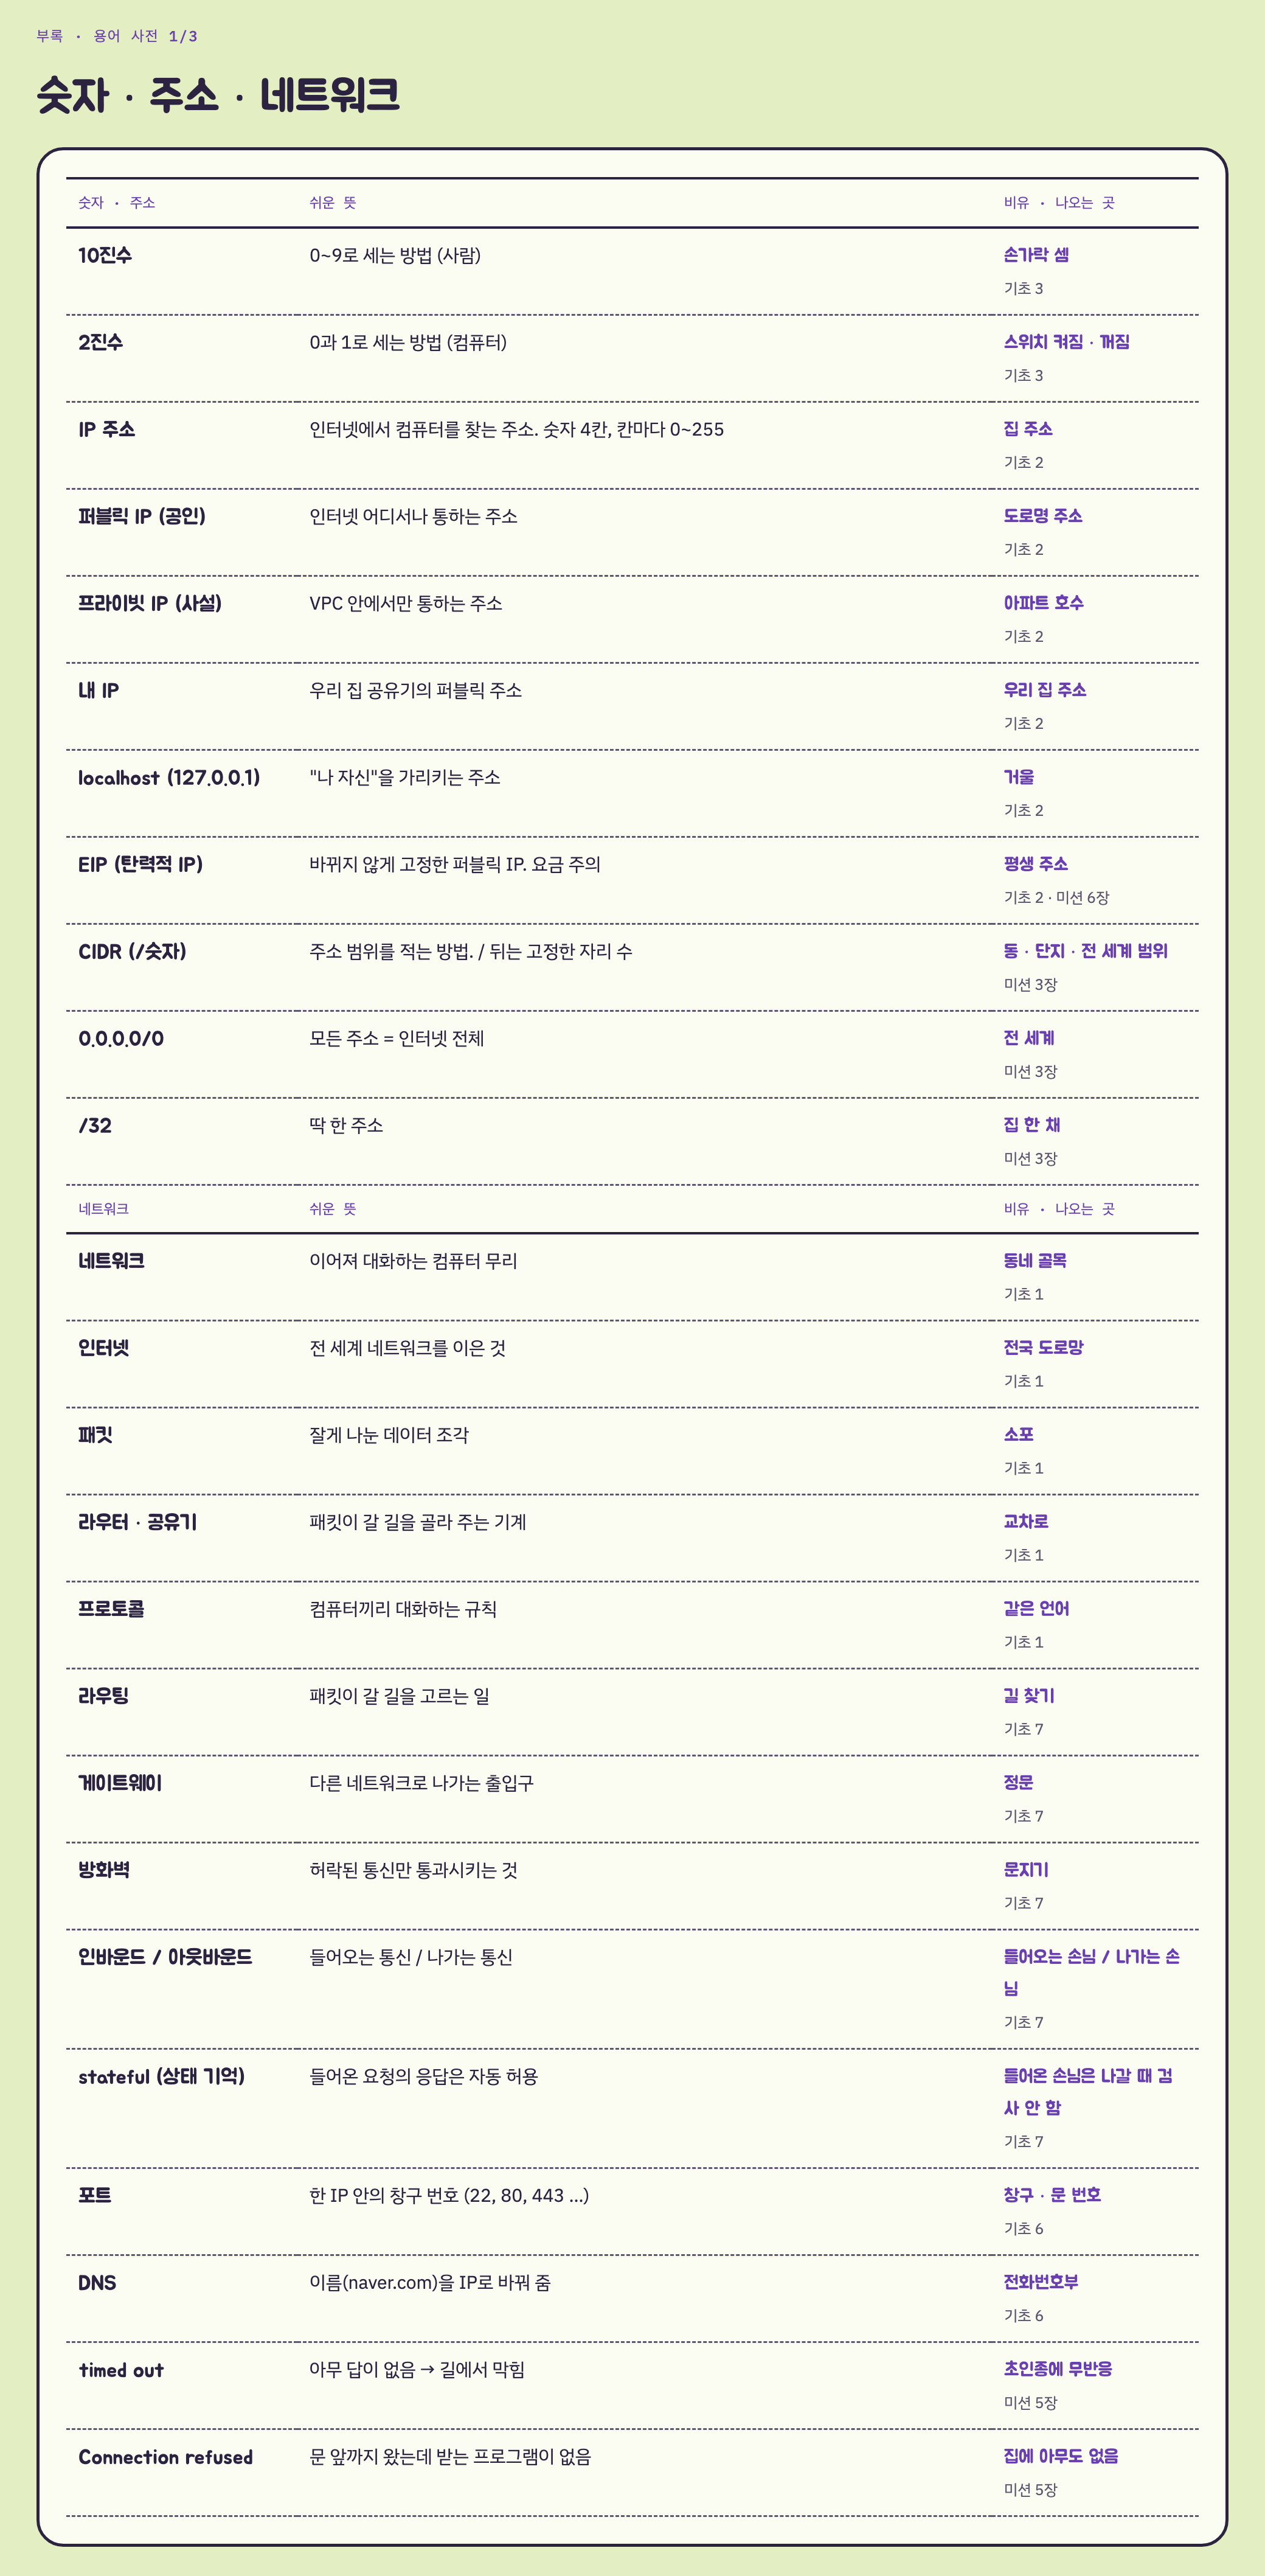 부록 · 용어 사전 1/3
숫자 · 주소 · 네트워크
숫자 · 주소 쉬운 뜻 비유 · 나오는 곳
10진수 0~9로 세는 방법 (사람) 손가락 셈
기초 3
2진수 0과 1로 세는 방법 (컴퓨터) 스위치 켜짐 · 꺼짐
기초 3
IP 주소 인터넷에서 컴퓨터를 찾는 주소. 숫자 4칸, 칸마다 0~255 집 주소
기초 2
퍼블릭 IP (공인) 인터넷 어디서나 통하는 주소 도로명 주소
기초 2
프라이빗 IP (사설) VPC 안에서만 통하는 주소 아파트 호수
기초 2
내 IP 우리 집 공유기의 퍼블릭 주소 우리 집 주소
기초 2
localhost (127.0.0.1) "나 자신"을 가리키는 주소 거울
기초 2
EIP (탄력적 IP) 바뀌지 않게 고정한 퍼블릭 IP. 요금 주의 평생 주소
기초 2 · 미션 6장
CIDR (/숫자) 주소 범위를 적는 방법. / 뒤는 고정한 자리 수 동 · 단지 · 전 세계 범위
미션 3장
0.0.0.0/0 모든 주소 = 인터넷 전체 전 세계
미션 3장
/32 딱 한 주소 집 한 채
미션 3장
네트워크 쉬운 뜻 비유 · 나오는 곳
네트워크 이어져 대화하는 컴퓨터 무리 동네 골목
기초 1
인터넷 전 세계 네트워크를 이은 것 전국 도로망
기초 1
패킷 잘게 나눈 데이터 조각 소포
기초 1
라우터 · 공유기 패킷이 갈 길을 골라 주는 기계 교차로
기초 1
프로토콜 컴퓨터끼리 대화하는 규칙 같은 언어
기초 1
라우팅 패킷이 갈 길을 고르는 일 길 찾기
기초 7
게이트웨이 다른 네트워크로 나가는 출입구 정문
기초 7
방화벽 허락된 통신만 통과시키는 것 문지기
기초 7
인바운드 / 아웃바운드 들어오는 통신 / 나가는 통신 들어오는 손님 / 나가는 손
님
기초 7
stateful (상태 기억) 들어온 요청의 응답은 자동 허용 들어온 손님은 나갈 때 검
사 안 함
기초 7
포트 한 IP 안의 창구 번호 (22, 80, 443 ...) 창구 · 문 번호
기초 6
DNS 이름(naver.com)을 IP로 바꿔 줌 전화번호부
기초 6
timed out 아무 답이 없음 → 길에서 막힘 초인종에 무반응
미션 5장
Connection refused 문 앞까지 왔는데 받는 프로그램이 없음 집에 아무도 없음
미션 5장